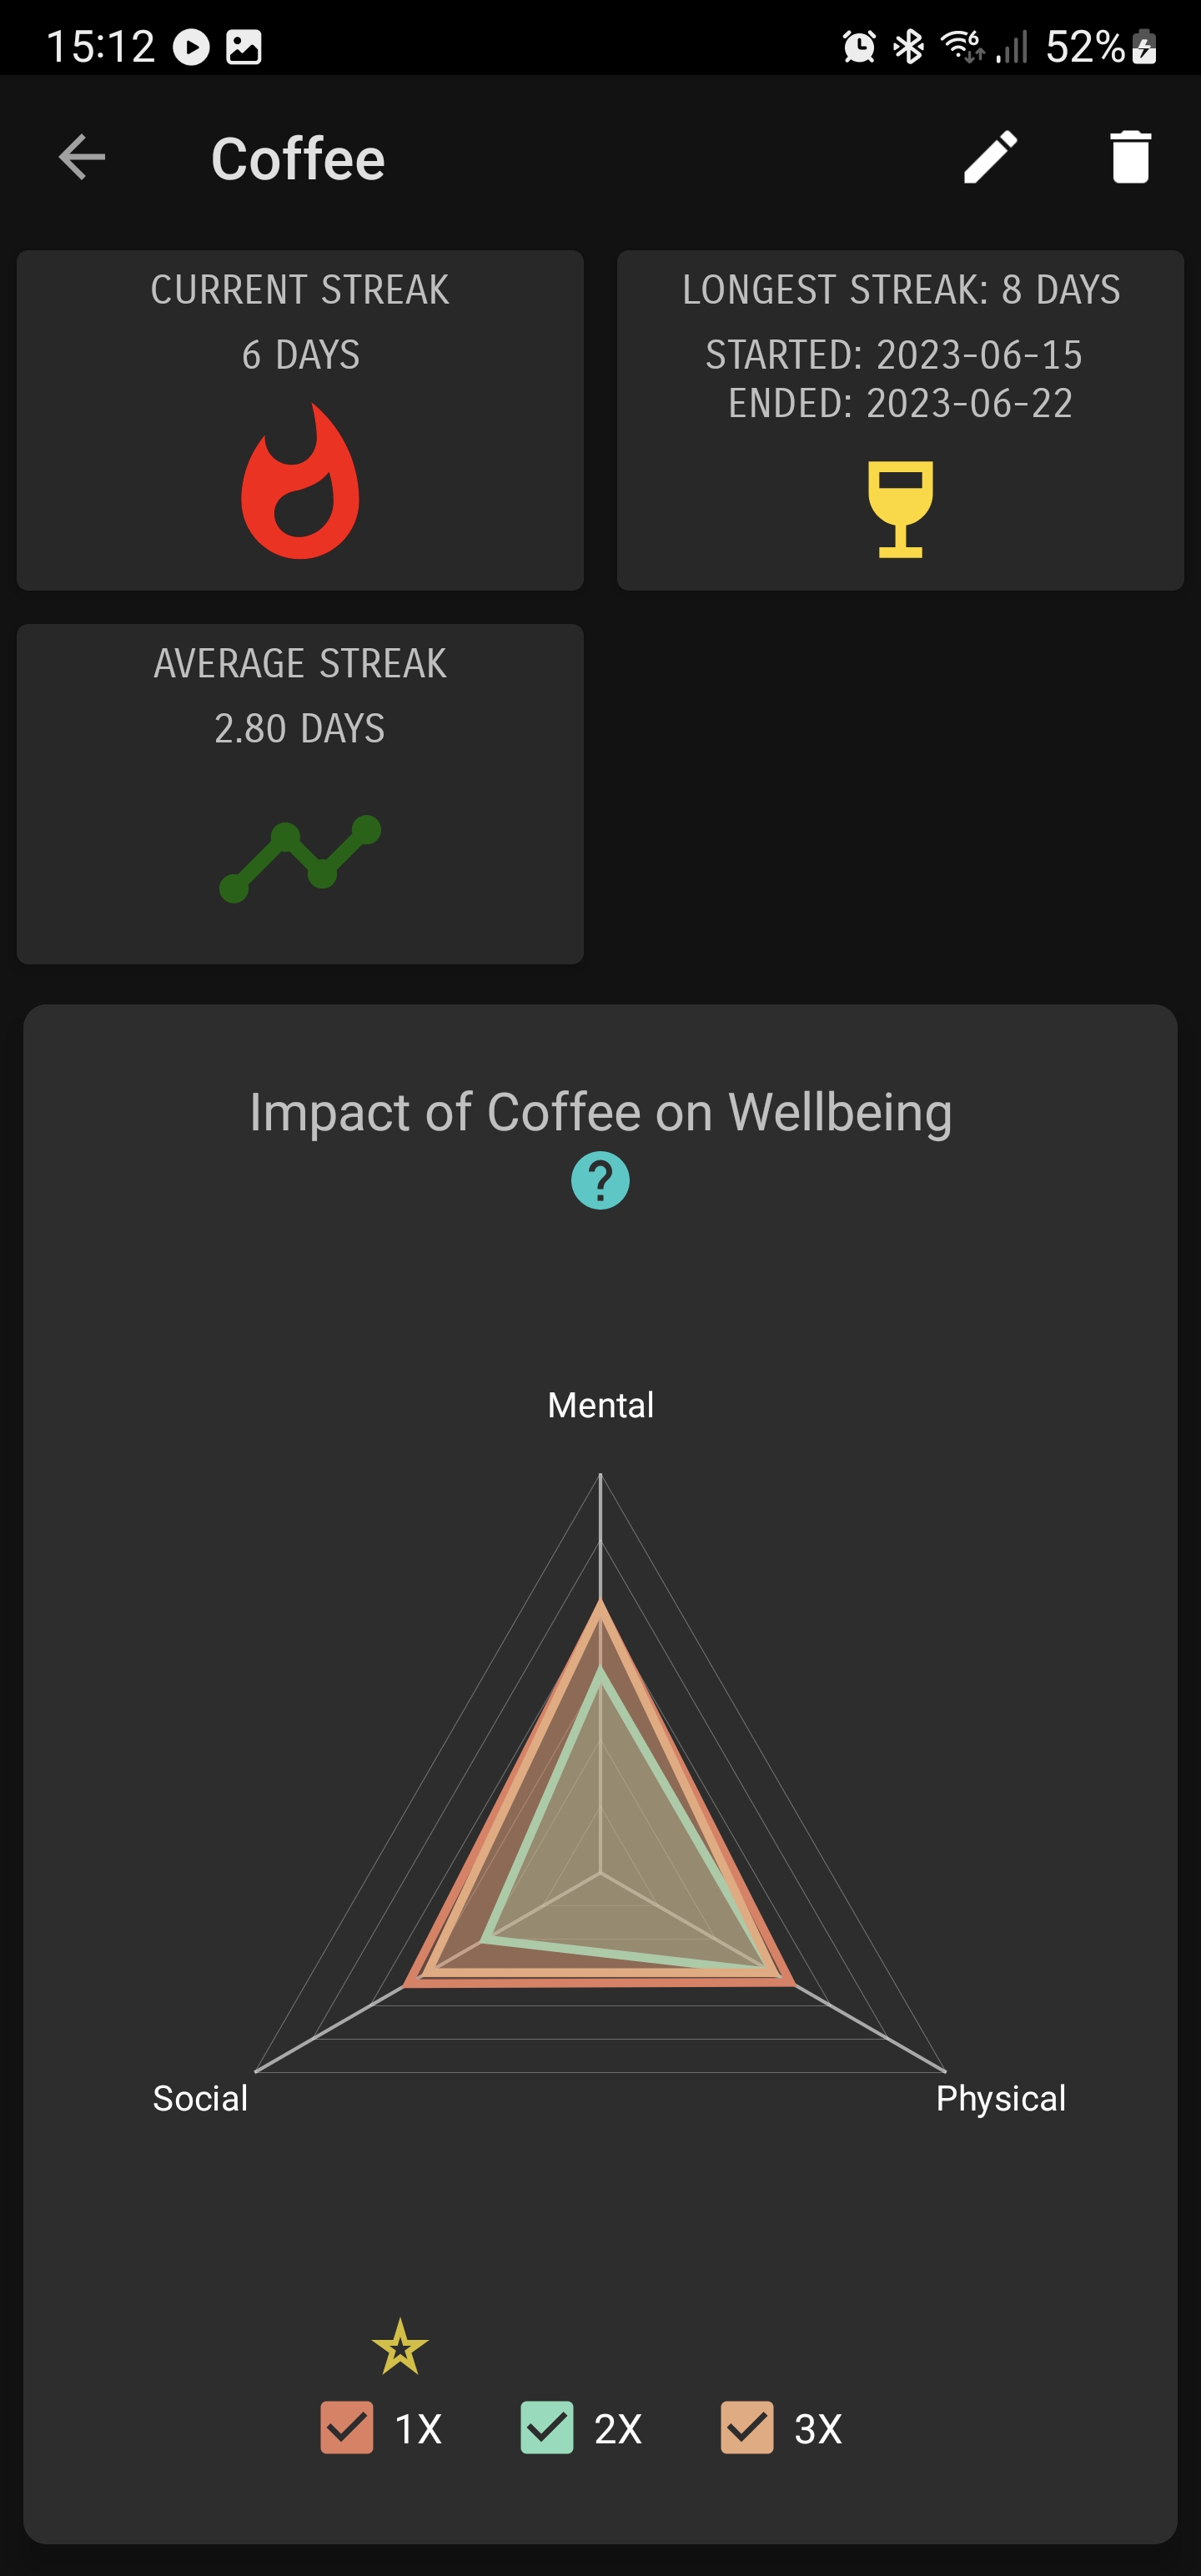 15:12
6
52%
Coffee
CURRENT STREAK
6 DAYS
LONGEST STREAK: 8 DAYS
STARTED: 2023-06-15
ENDED: 2023-06-22
AVERAGE STREAK
2.80 DAYS
Impact of Coffee on Wellbeing
?
Mental
Social
Physical
1X
2X
3X